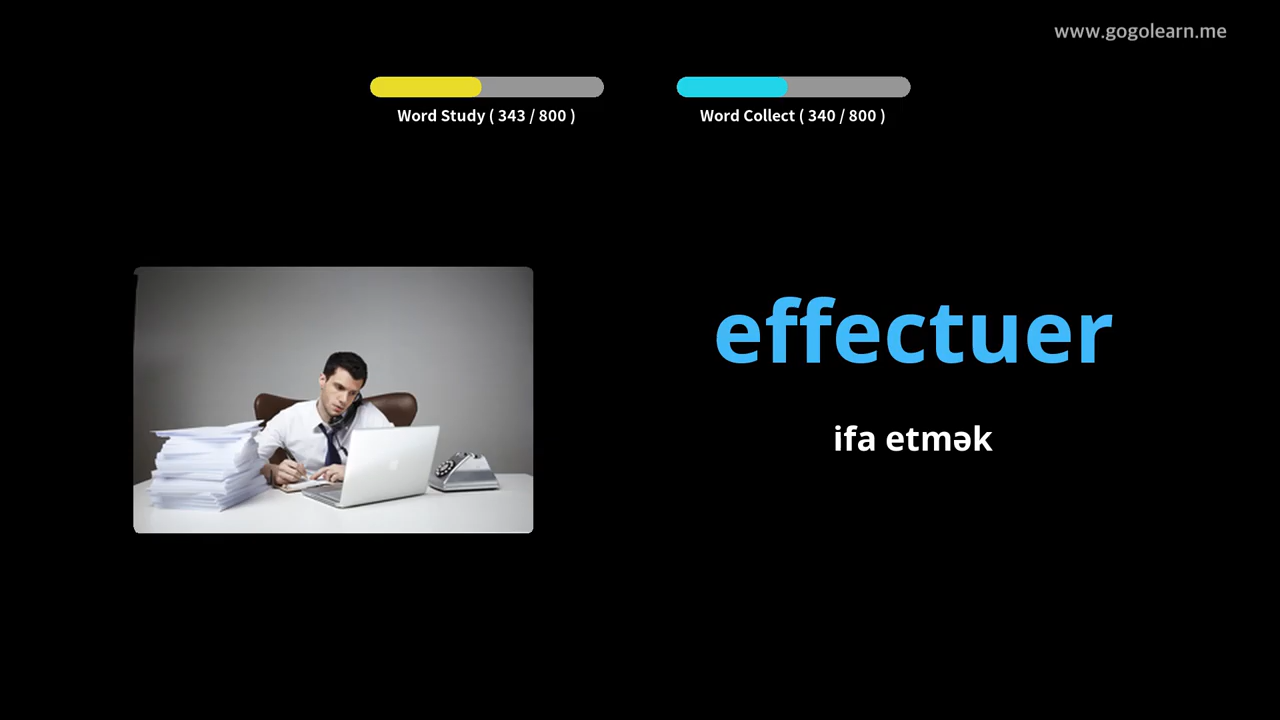 www.gogolearn.me
Word Study ( 343 / 800 )
Word Collect ( 340 / 800 )
effectuer
ifa etmək